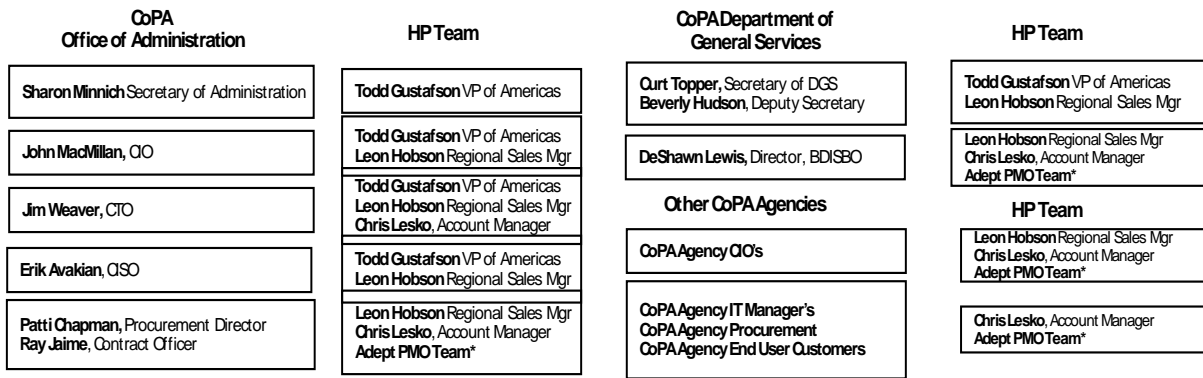 CoPA
Office of Administration
HP Team
Sharon Minnich Secretary of Administration
Todd Gustafson VP of Americas
John MacMillan, CIO
Todd Gustafson VP of Americas
Leon Hobson Regional Sales Mgr
Jim Weaver, CTO
Todd Gustafson VP of Americas
Leon Hobson Regional Sales Mgr
Chris Lesko, Account Manager
Erik Avakian, CISO
Todd Gustafson VP of Americas
Leon Hobson Regional Sales Mgr
Patti Chapman, Procurement Director
Ray Jaime, Contract Officer
Leon Hobson Regional Sales Mgr
Chris Lesko, Account Manager
Adept PMO Team*
CoPA Department of
General Services
HP Team
Curt Topper, Secretary of DGS
Beverly Hudson, Deputy Secretary
Todd Gustafson VP of Americas
Leon Hobson Regional Sales Mgr
DeShawn Lewis, Director, BDISBO
Leon Hobson Regional Sales Mgr
Chris Lesko, Account Manager
Adept PMO Team*
Other CoPA Agencies
HP Team
CoPA Agency CIO's
Leon Hobson Regional Sales Mgr
Chris Lesko, Account Manager
Adept PMO Team*
CoPA Agency IT Manager's
CoPA Agency Procurement
CoPA Agency End User Customers
Chris Lesko, Account Manager
Adept PMO Team*